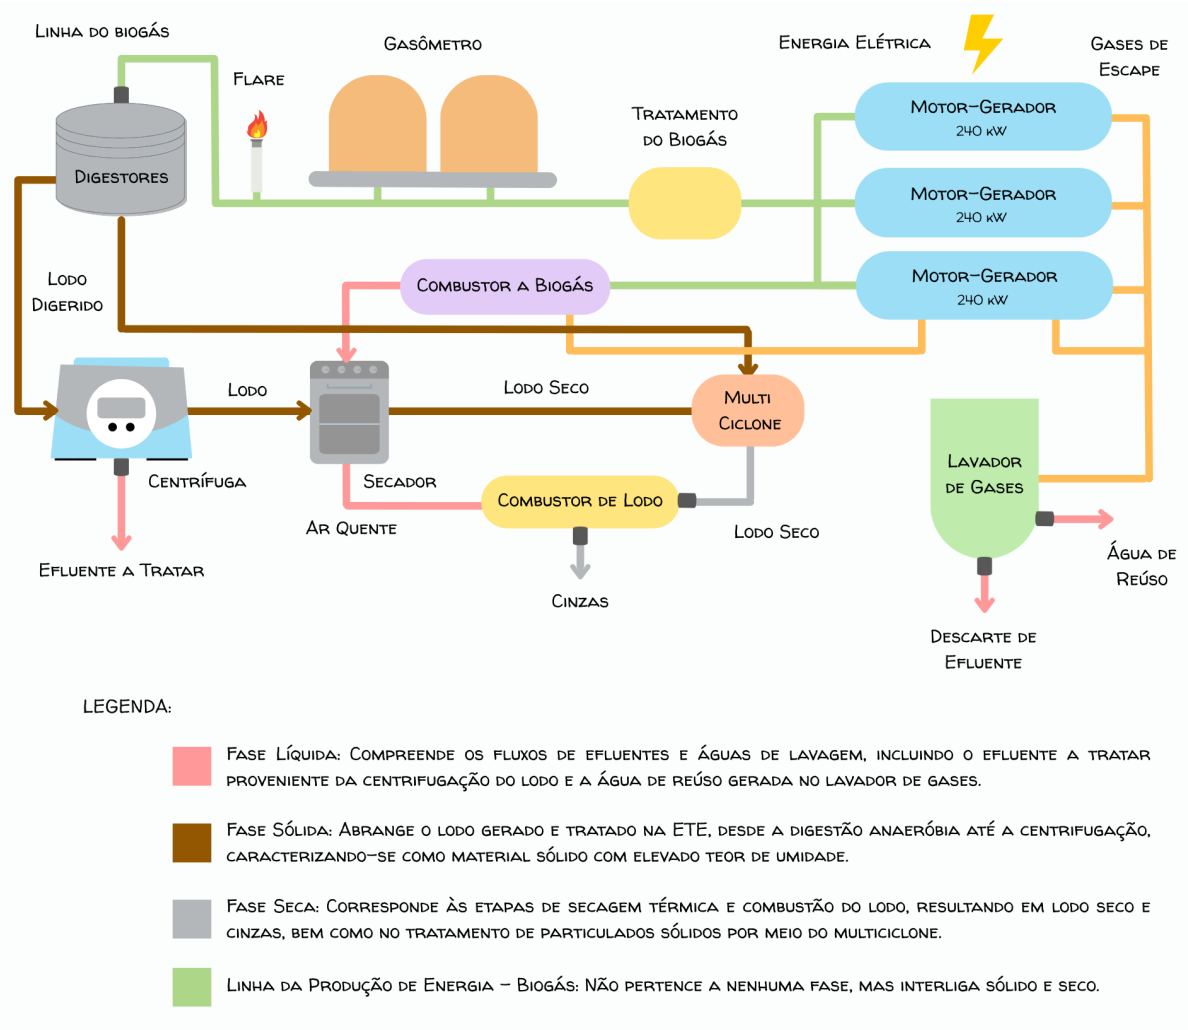 Linha do biogás
Flare
Gasômetro
Tratamento
do Biogás
Energia Elétrica
Gases de
Escape
Motor-Gerador
240 kW
Motor-Gerador
240 kW
Motor-Gerador
240 kW
Digestores
Lodo
Digerido
Combustor a Biogás
Lodo
Lodo Seco
Multi
Ciclone
Centrífuga
Secador
Ar Quente
Combustor de Lodo
Lodo Seco
Lavador
de Gases
Água de
Reúso
Efluente a Tratar
Cinzas
Descarte de
Efluente
LEGENDA:
Fase Líquida: Compreende os fluxos de efluentes e águas de lavagem, incluindo o efluente a tratar
proveniente da centrifugação do lodo e a água de reúso gerada no lavador de gases.
Fase Sólida: Abrange o lodo gerado e tratado na ETE, desde a digestão anaeróbia até a centrifugação,
caracterizando-se como material sólido com elevado teor de umidade.
Fase Seca: Corresponde às etapas de secagem térmica e combustão do lodo, resultando em lodo seco e
cinzas, bem como no tratamento de particulados sólidos por meio do multiciclone.
Linha da Produção de Energia - Biogás: Não pertence a nenhuma fase, mas interliga sólido e seco.